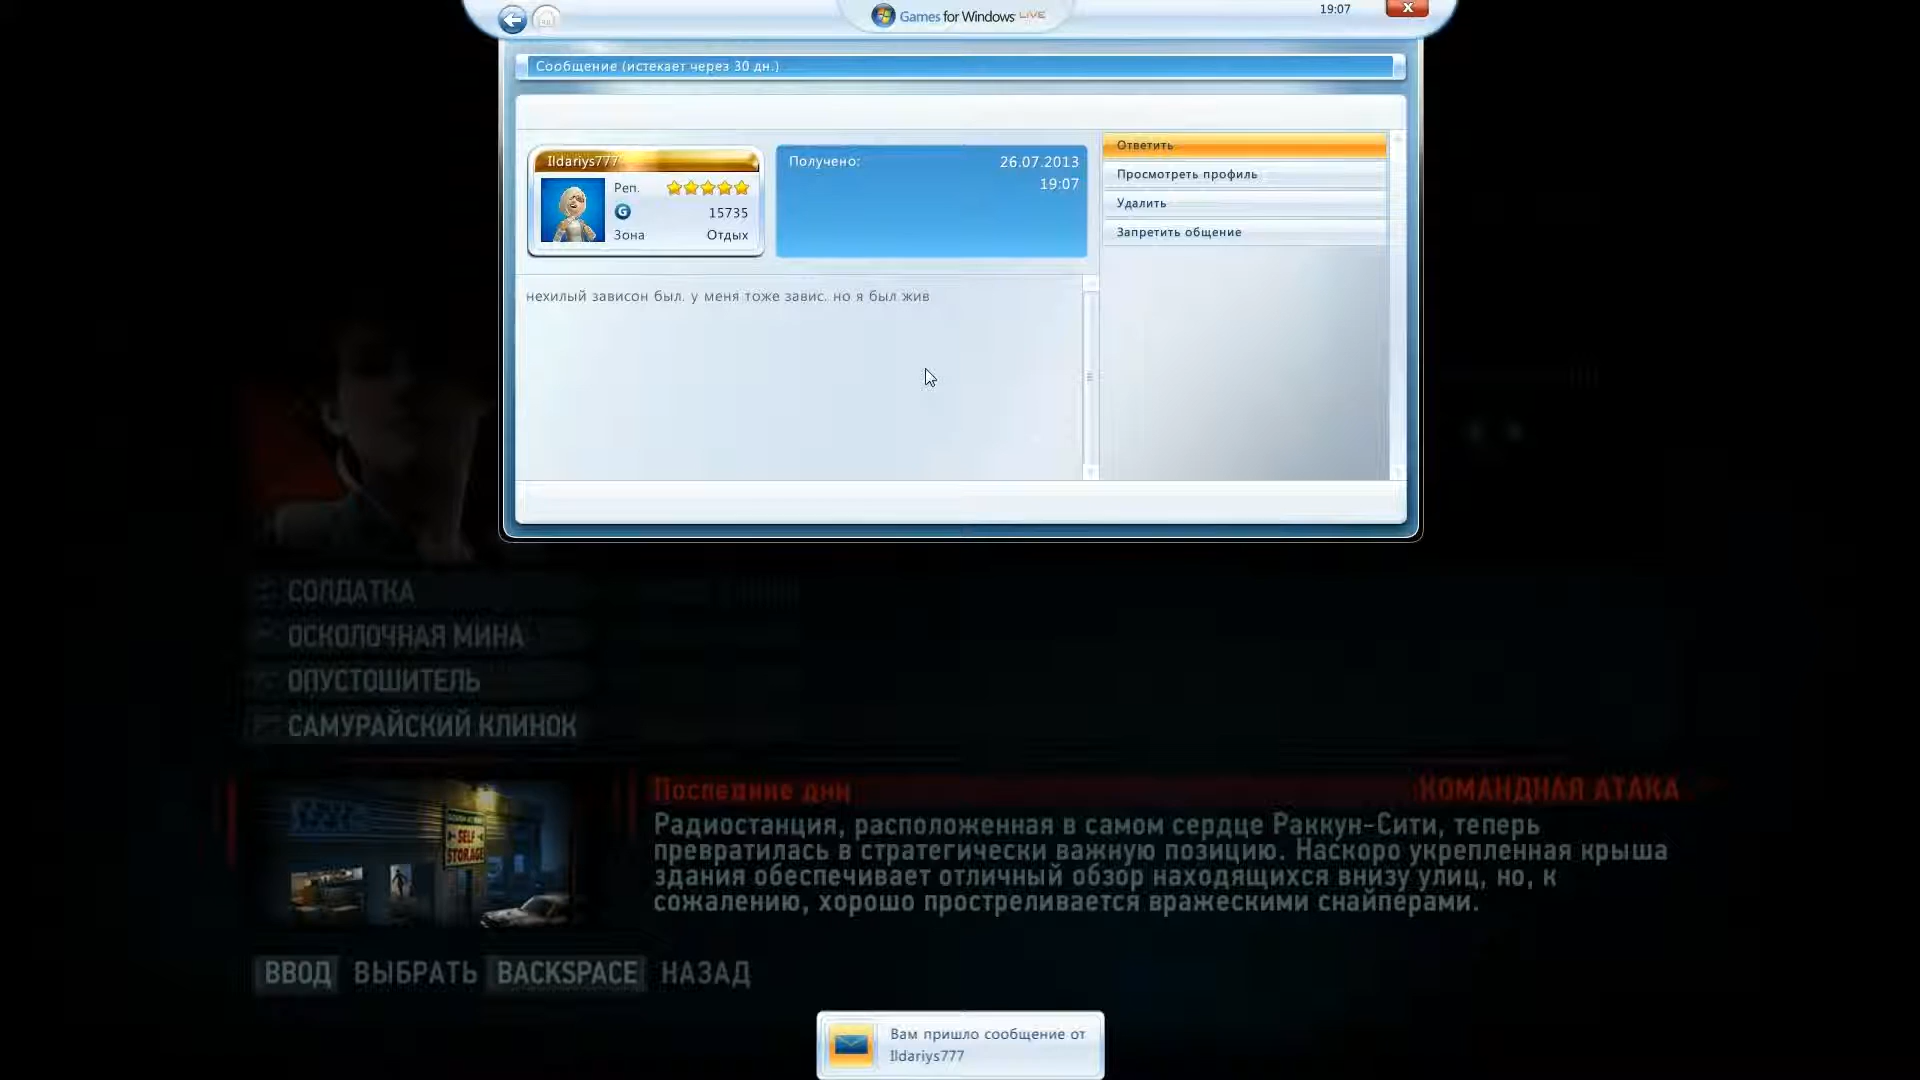 Games for Windows LIVE
19:07
Сообщение (истекает через 30 дн.)
Ildariys777
Реп.
15735
Зона Отдых
Получено: 26.07.2013
19:07
Ответить
Просмотреть профиль
Удалить
Запретить общение
нехилый зависон был. у меня тоже завис. но я был жив
СОЛДАТКА
ОСКОЛОЧНАЯ МИНА
ОПУСТОШИТЕЛЬ
САМУРАЙСКИЙ КЛИНОК
SELF
STORAGE
Последние дни КОМАНДНАЯ АТАКА
Радиостанция, расположенная в самом сердце Раккун-Сити, теперь
превратилась в стратегически важную позицию. Наскоро укрепленная крыша
здания обеспечивает отличный обзор находящихся внизу улиц, но, к
сожалению, хорошо простреливается вражескими снайперами.
ВВОД ВЫБРАТЬ BACKSPACE НАЗАД
Вам пришло сообщение от
Ildariys777